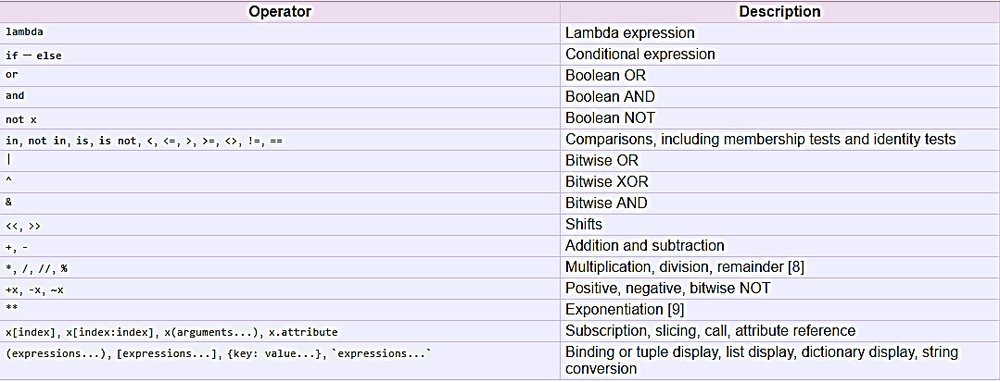 Operator Description
lambda Lambda expression
if – else Conditional expression
or Boolean OR
and Boolean AND
not x Boolean NOT
in, not in, is, is not, <, <=, >, >=, <>, !=, == Comparisons, including membership tests and identity tests
| Bitwise OR
^ Bitwise XOR
& Bitwise AND
<<, >> Shifts
+, - Addition and subtraction
*, /, //, % Multiplication, division, remainder [8]
+x, -x, ~x Positive, negative, bitwise NOT
** Exponentiation [9]
x[index], x[index:index], x(arguments...), x.attribute Subscription, slicing, call, attribute reference
(expressions...), [expressions...], {key: value...}, `expressions...` Binding or tuple display, list display, dictionary display, string
conversion